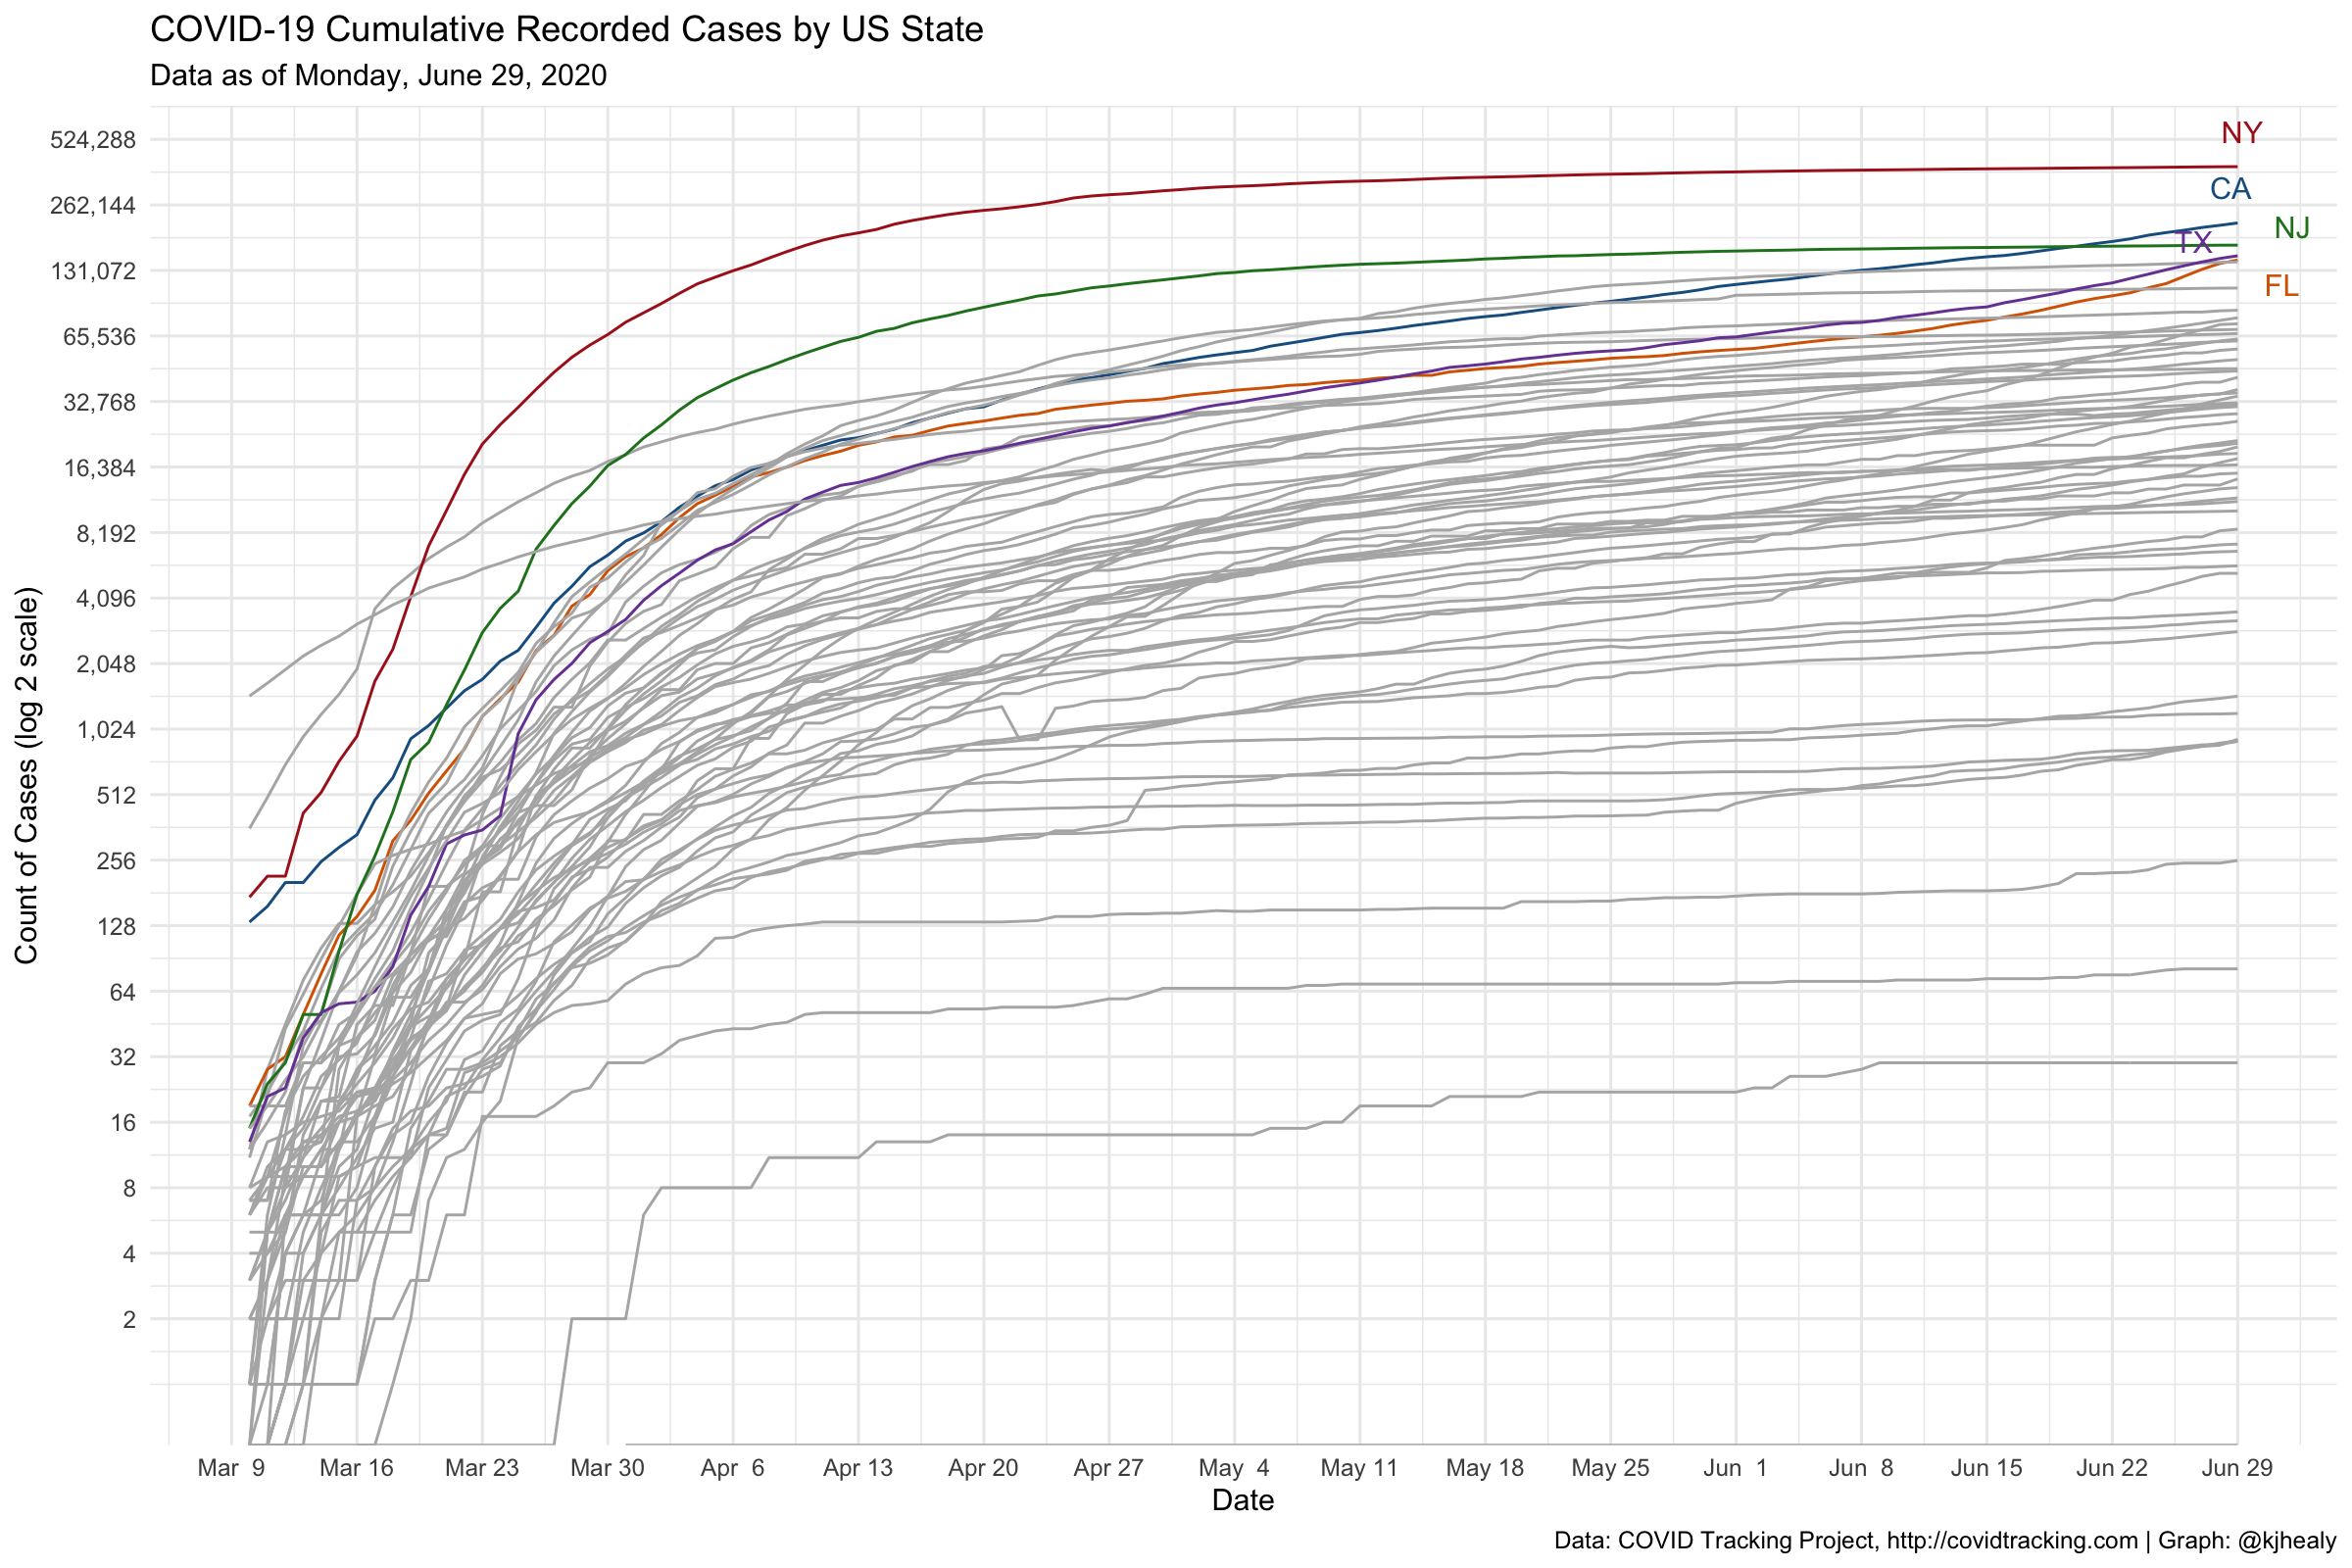 COVID-19 Cumulative Recorded Cases by US State
Data as of Monday, June 29, 2020
524,288
262,144
131,072
65,536
32,768
16,384
8,192
4,096
2,048
1,024
512
256
128
64
32
16
8
4
2
Count of Cases (log 2 scale)
NY
CA
NJ
TX
FL
Mar 9 Mar 16 Mar 23 Mar 30 Apr 6 Apr 13 Apr 20 Apr 27 May 4 May 11 May 18 May 25 Jun 1 Jun 8 Jun 15 Jun 22 Jun 29
Date
Data: COVID Tracking Project, http://covidtracking.com | Graph: @kjhealy